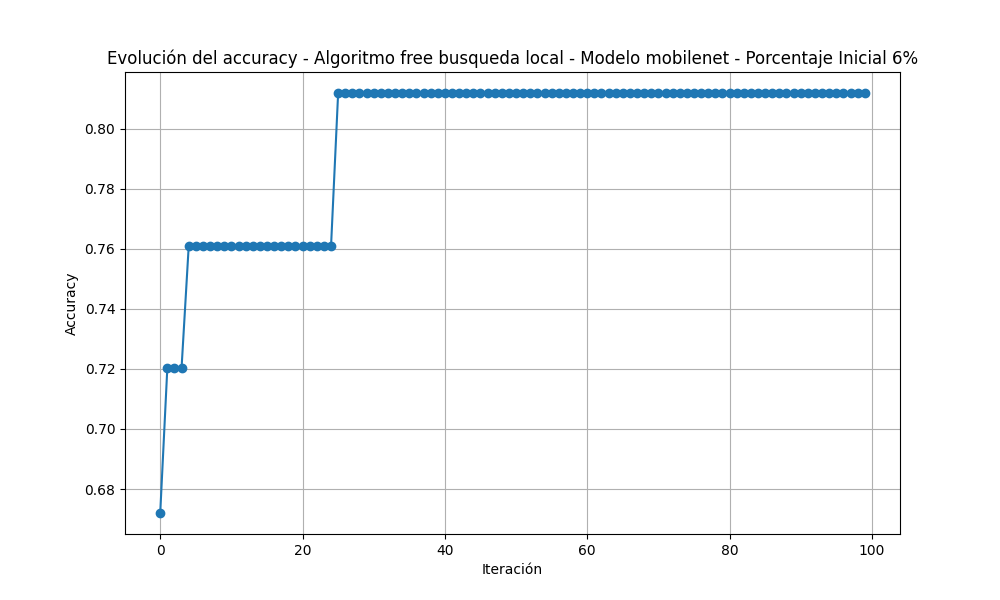 Evolución del accuracy - Algoritmo free busqueda local - Modelo mobilenet - Porcentaje Inicial 6%
Accuracy
0.80
0.78
0.76
0.74
0.72
0.70
0.68
0 20 40 60 80 100
Iteración